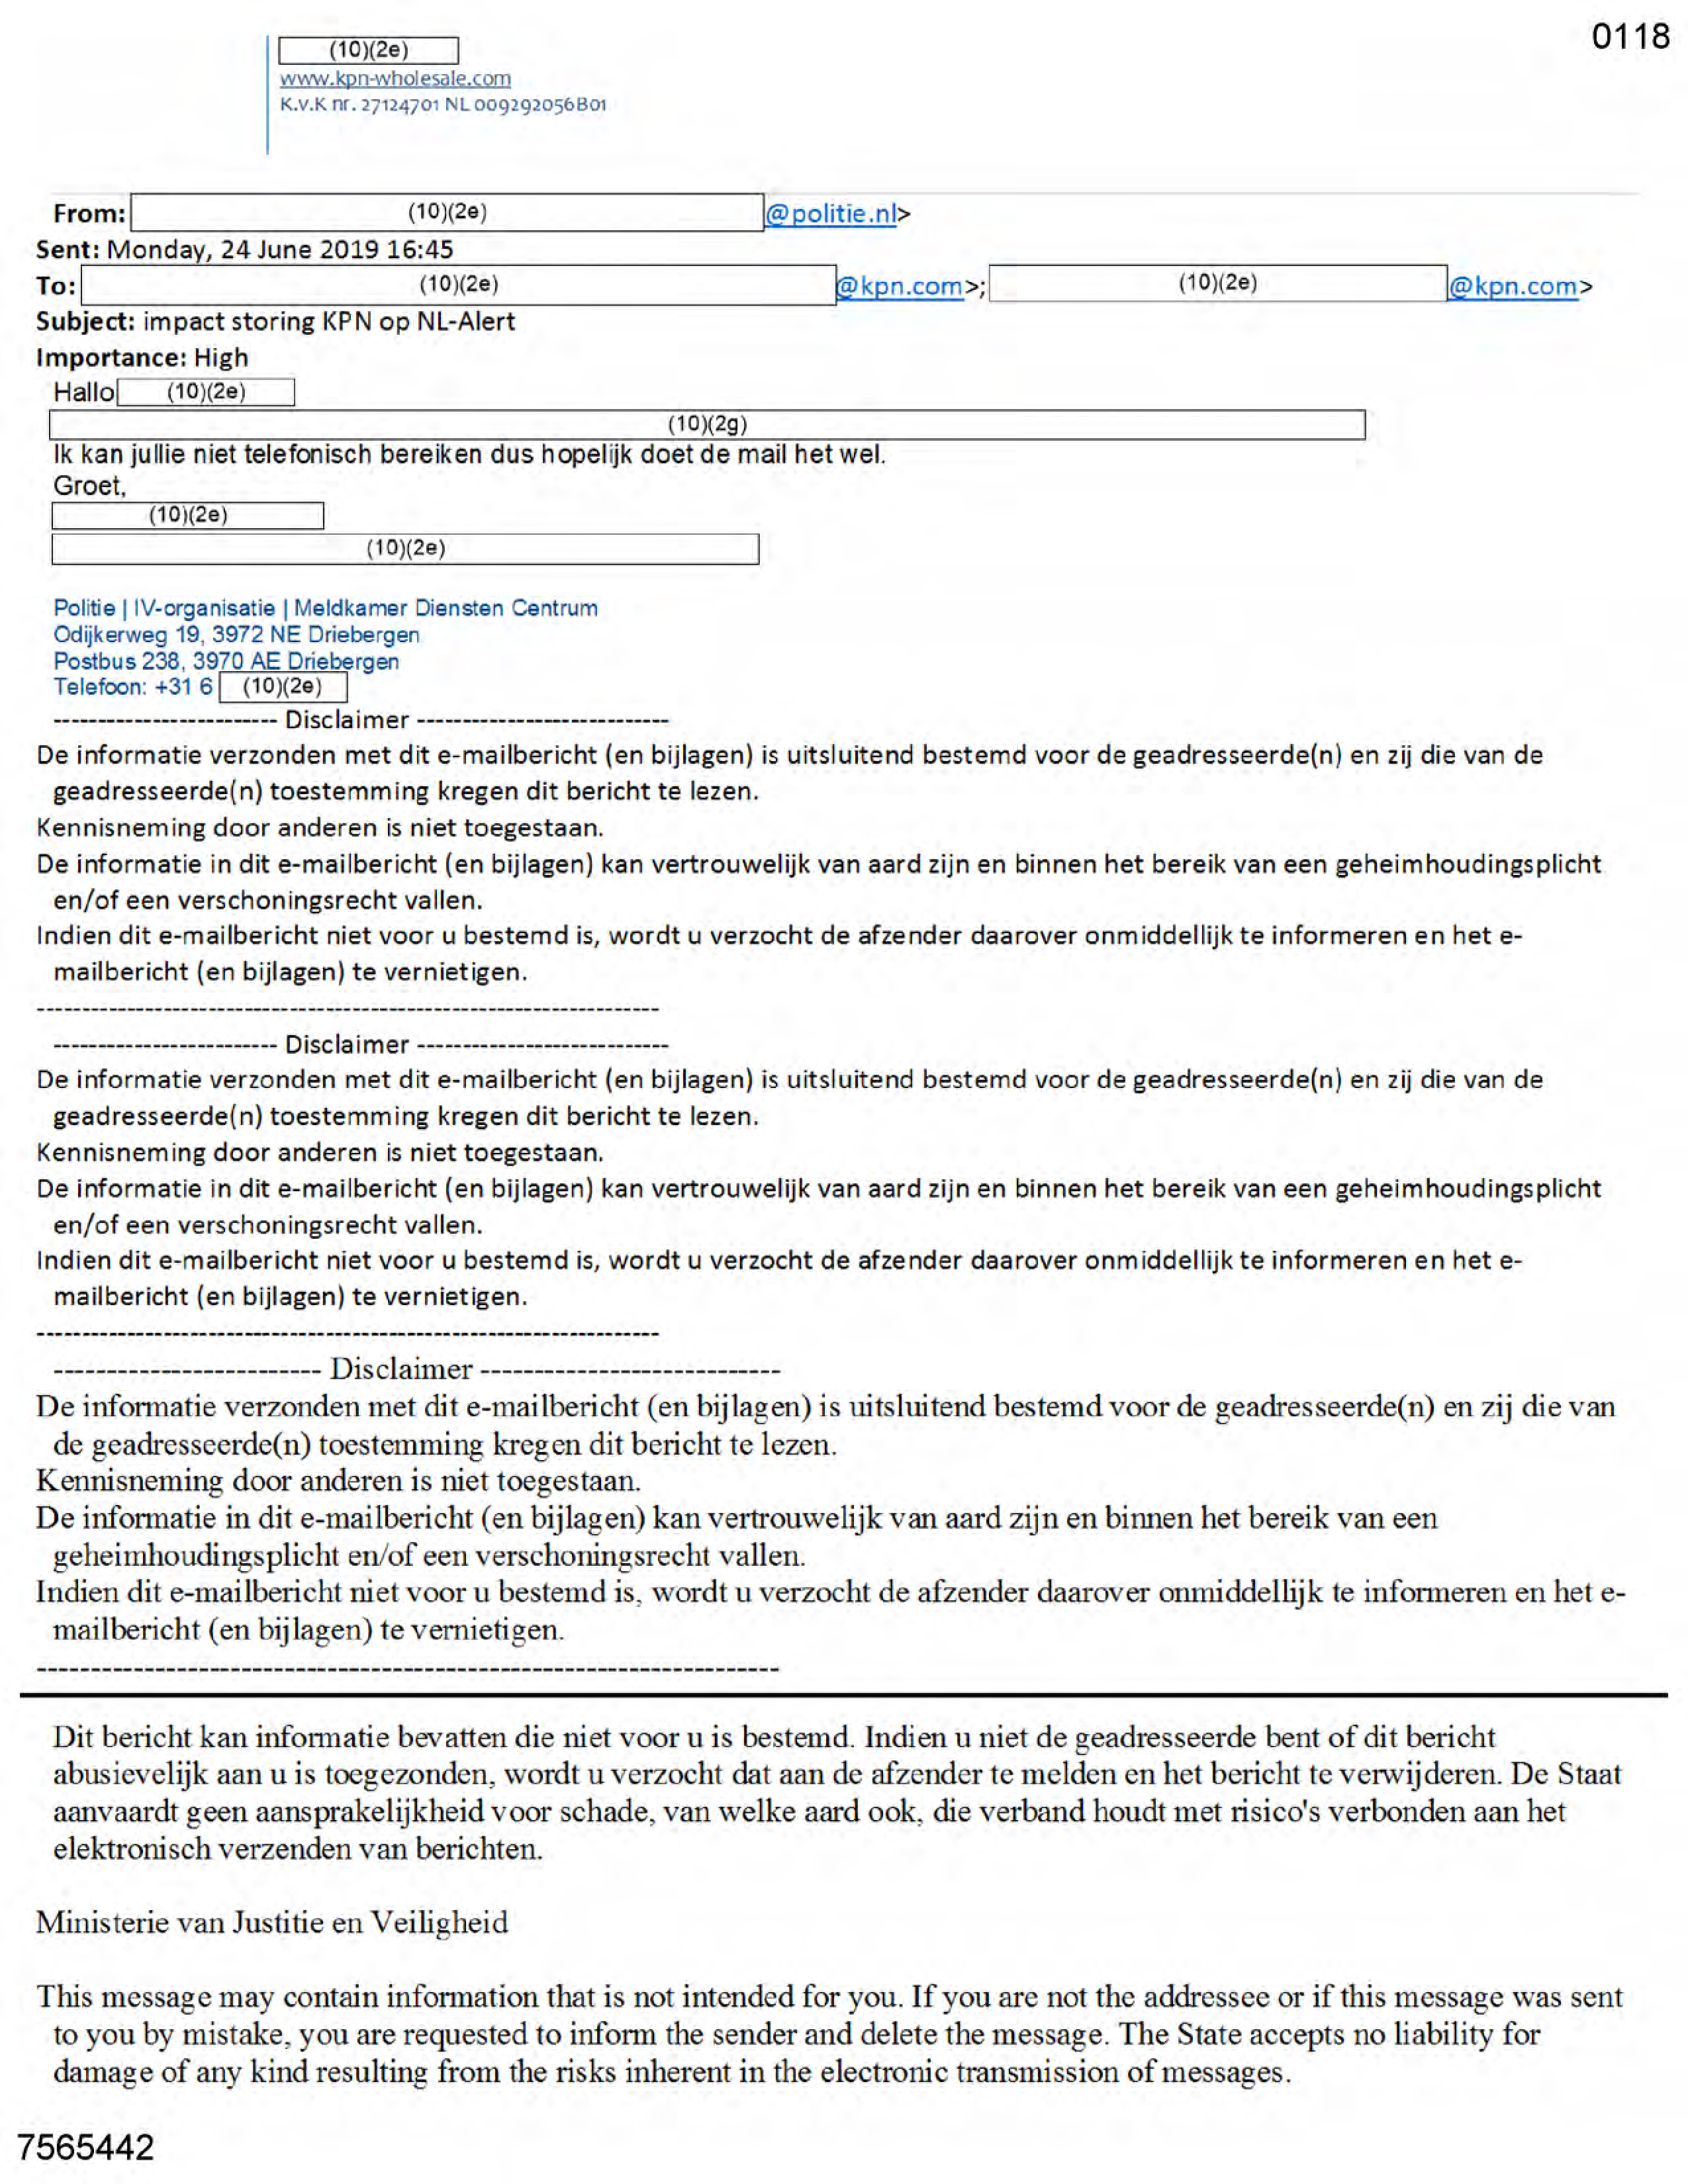 0118
(10)(2e)
www.kpn-wholesale.com
K.v.K nr. 27124701 NL 009292056B01
From: (10)(2e) @politie.nl>
Sent: Monday, 24 June 2019 16:45
To: (10)(2e) @kpn.com>; (10)(2e) @kpn.com>
Subject: impact storing KPN op NL-Alert
Importance: High
Hallo (10)(2e)
(10)(2g)
Ik kan jullie niet telefonisch bereiken dus hopelijk doet de mail het wel.
Groet,
(10)(2e)
(10)(2e)
Politie | IV-organisatie | Meldkamer Diensten Centrum
Odijkerweg 19, 3972 NE Driebergen
Postbus 238, 3970 AE Driebergen
Telefoon: +31 6 (10)(2e)
------------------------- Disclaimer ----------------------------
De informatie verzonden met dit e-mailbericht (en bijlagen) is uitsluitend bestemd voor de geadresseerde(n) en zij die van de
geadresseerde(n) toestemming kregen dit bericht te lezen.
Kennisneming door anderen is niet toegestaan.
De informatie in dit e-mailbericht (en bijlagen) kan vertrouwelijk van aard zijn en binnen het bereik van een geheimhoudingsplicht
en/of een verschoningsrecht vallen.
Indien dit e-mailbericht niet voor u bestemd is, wordt u verzocht de afzender daarover onmiddellijk te informeren en het e-
mailbericht (en bijlagen) te vernietigen.
---------------------------------------------------------------------
------------------------- Disclaimer ----------------------------
De informatie verzonden met dit e-mailbericht (en bijlagen) is uitsluitend bestemd voor de geadresseerde(n) en zij die van de
geadresseerde(n) toestemming kregen dit bericht te lezen.
Kennisneming door anderen is niet toegestaan.
De informatie in dit e-mailbericht (en bijlagen) kan vertrouwelijk van aard zijn en binnen het bereik van een geheimhoudingsplicht
en/of een verschoningsrecht vallen.
Indien dit e-mailbericht niet voor u bestemd is, wordt u verzocht de afzender daarover onmiddellijk te informeren en het e-
mailbericht (en bijlagen) te vernietigen.
---------------------------------------------------------------------
------------------------- Disclaimer ----------------------------
De informatie verzonden met dit e-mailbericht (en bijlagen) is uitsluitend bestemd voor de geadresseerde(n) en zij die van
de geadresseerde(n) toestemming kregen dit bericht te lezen.
Kennisneming door anderen is niet toegestaan.
De informatie in dit e-mailbericht (en bijlagen) kan vertrouwelijk van aard zijn en binnen het bereik van een
geheimhoudingsplicht en/of een verschoningsrecht vallen.
Indien dit e-mailbericht niet voor u bestemd is, wordt u verzocht de afzender daarover onmiddellijk te informeren en het e-
mailbericht (en bijlagen) te vernietigen.
---------------------------------------------------------------------
Dit bericht kan informatie bevatten die niet voor u is bestemd. Indien u niet de geadresseerde bent of dit bericht
abusievelijk aan u is toegezonden, wordt u verzocht dat aan de afzender te melden en het bericht te verwijderen. De Staat
aanvaardt geen aansprakelijkheid voor schade, van welke aard ook, die verband houdt met risico's verbonden aan het
elektronisch verzenden van berichten.
Ministerie van Justitie en Veiligheid
This message may contain information that is not intended for you. If you are not the addressee or if this message was sent
to you by mistake, you are requested to inform the sender and delete the message. The State accepts no liability for
damage of any kind resulting from the risks inherent in the electronic transmission of messages.
7565442